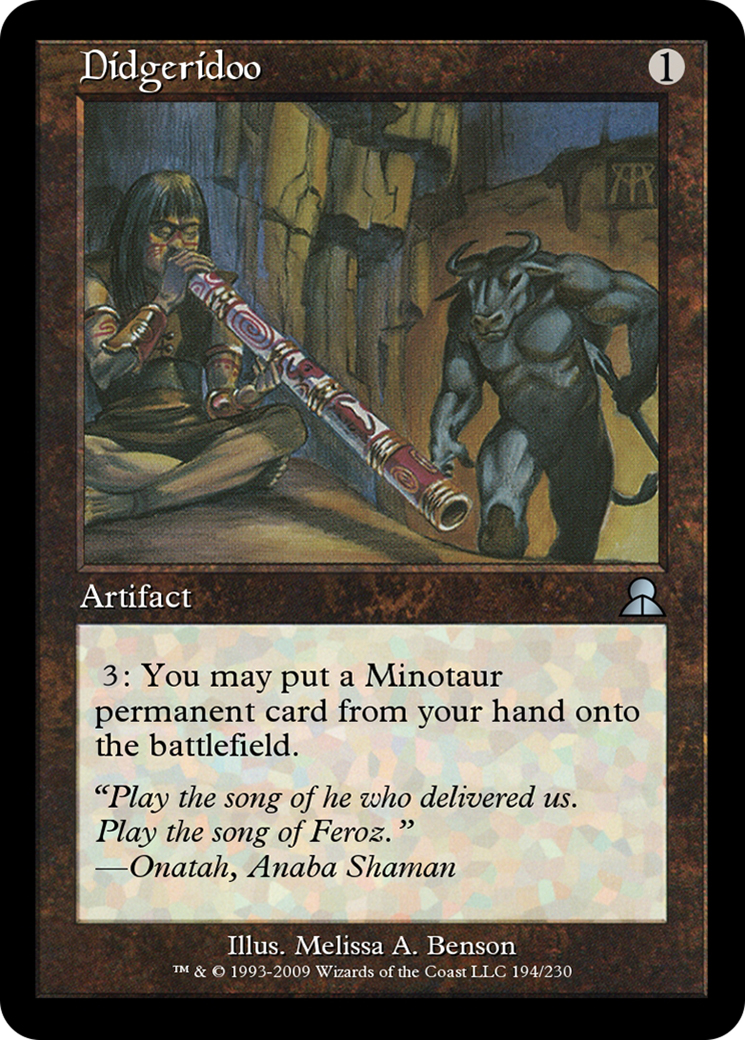 Didgeridoo
1
Artifact
3: You may put a Minotaur
permanent card from your hand onto
the battlefield.
“Play the song of he who delivered us.
Play the song of Feroz.”
—Onatah, Anaba Shaman
Illus. Melissa A. Benson
™ & © 1993-2009 Wizards of the Coast LLC 194/230